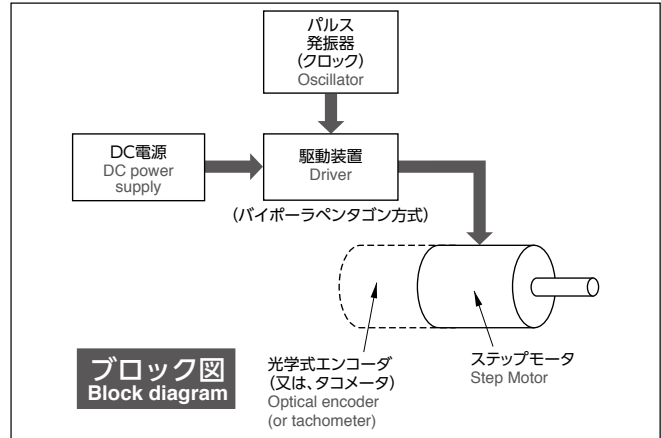 パルス
発振器
(クロック)
Oscillator
DC電源
DC power
supply
駆動装置
Driver
(バイポーラペンタゴン方式)
光学式エンコーダ
(又は、タコメータ)
Optical encoder
(or tachometer)
ステップモータ
Step Motor
ブロック図
Block diagram